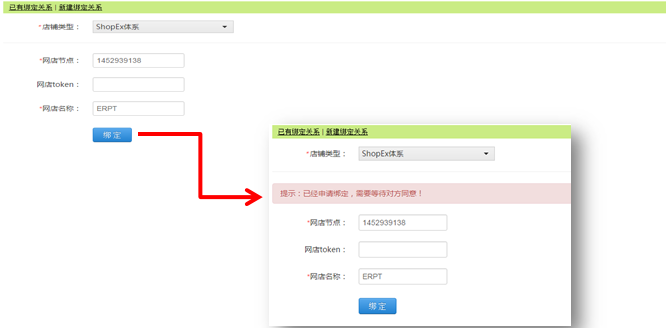 已有绑定关系 | 新建绑定关系
*店铺类型： ShopEx体系
*网店节点： 1452939138
网店token：
*网店名称： ERPT
绑 定
已有绑定关系 | 新建绑定关系
*店铺类型： ShopEx体系
提示：已经申请绑定，需要等待对方同意！
*网店节点： 1452939138
网店token：
*网店名称： ERPT
绑 定